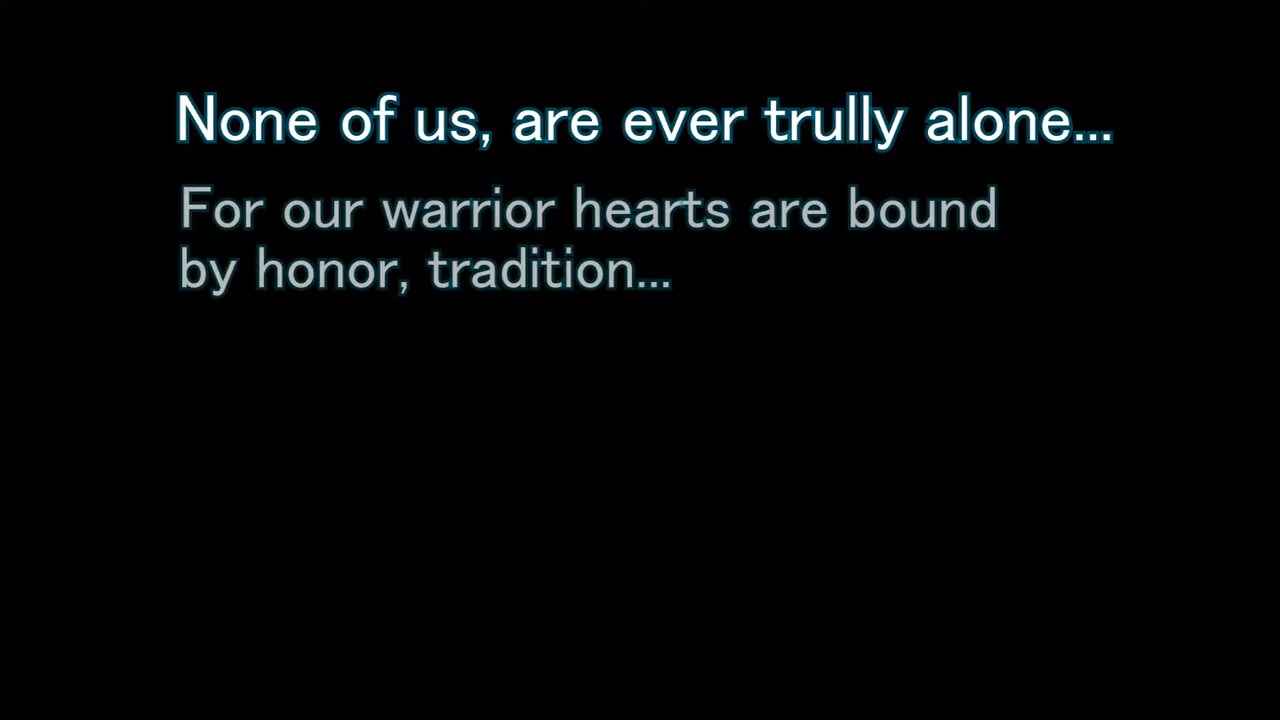 None of us, are ever trully alone...
For our warrior hearts are bound
by honor, tradition...